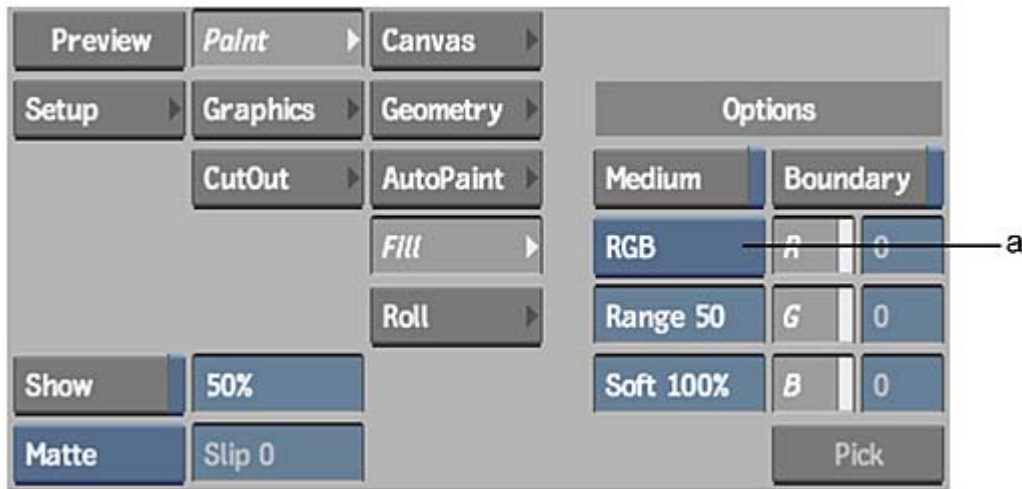 Preview Paint Canvas
Setup Graphics Geometry Options
CutOut AutoPaint Medium Boundary
Fill RGB R 0 a
Roll Range 50 G 0
Show 50% Soft 100% B 0
Matte Slip 0 Pick